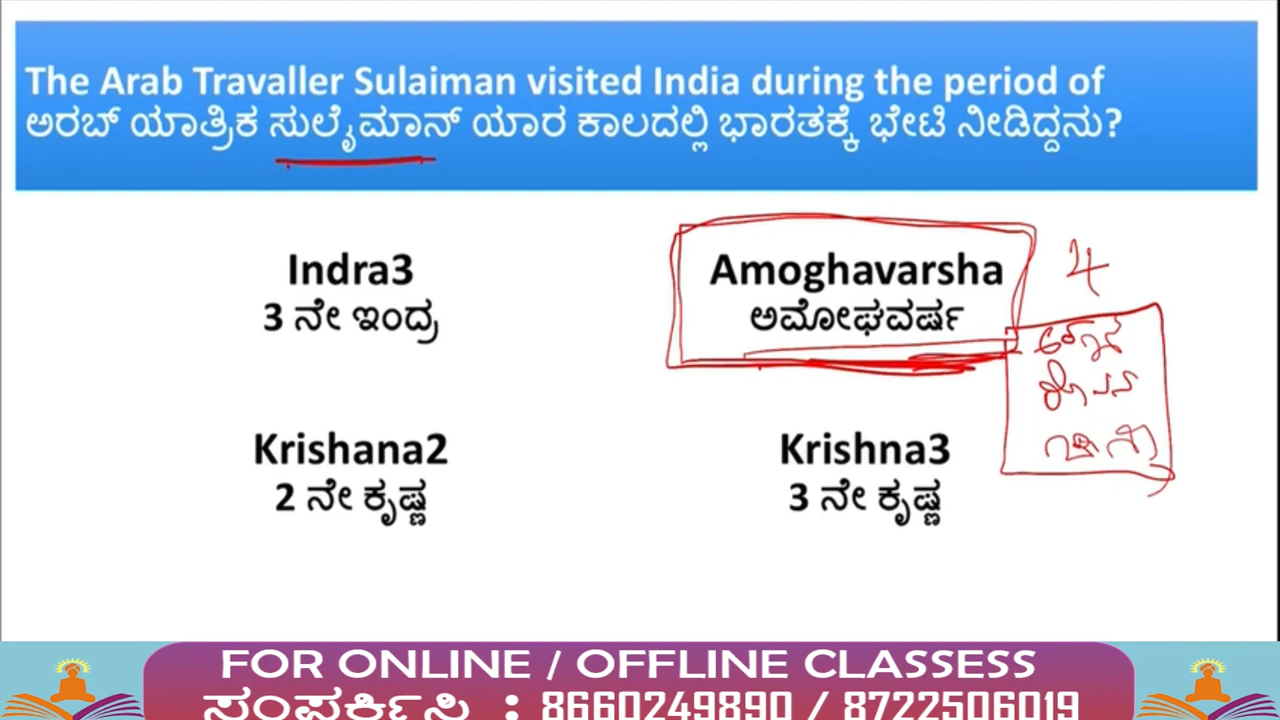 The Arab Travaller Sulaiman visited India during the period of
ಅರಬ್ ಯಾತ್ರಿಕ ಸುಲೈಮಾನ್ ಯಾರ ಕಾಲದಲ್ಲಿ ಭಾರತಕ್ಕೆ ಭೇಟಿ ನೀಡಿದ್ದನು?
Indra3
3 ನೇ ಇಂದ್ರ
Amoghavarsha
ಅಮೋಘವರ್ಷ
4
Krishana2
2 ನೇ ಕೃಷ್ಣ
Krishna3
3 ನೇ ಕೃಷ್ಣ
FOR ONLINE / OFFLINE CLASSESS
ಸಂಪರ್ಕಿಸಿ : 8660249890 / 8722506019